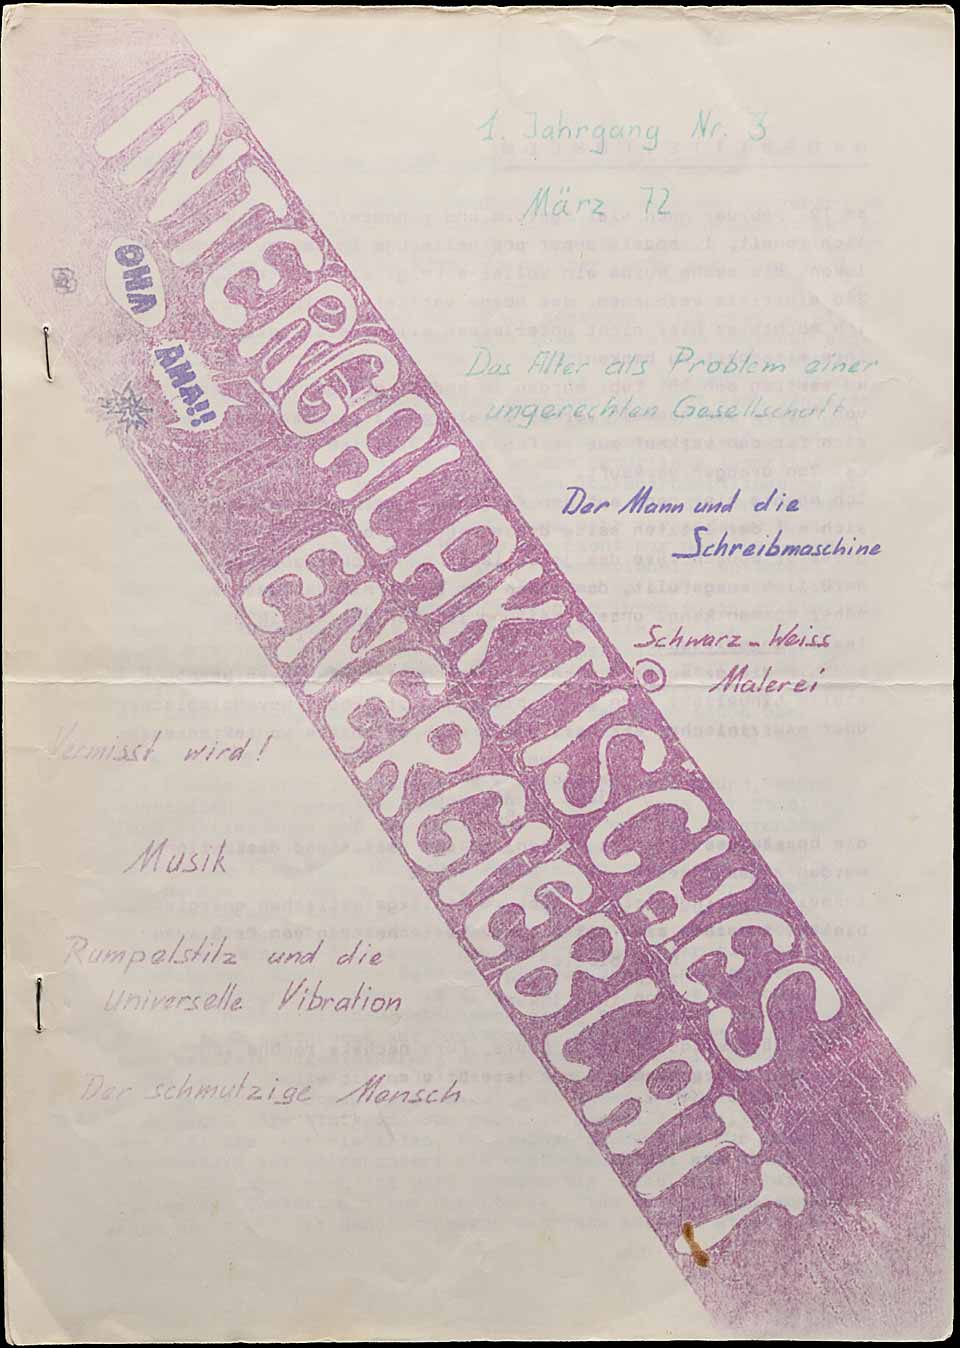 1. Jahrgang Nr. 3
März 72
INTERGALAKTISCHES
ENERGIEBLATT
OHA
AHA!!
Das Alter als Problem einer
ungerechten Gesellschaft
Der Mann und die
Schreibmaschine
Schwarz-Weiss
Malerei
Vermisst wird!
Musik
Rumpelstilz und die
universelle Vibration
Der schmutzige Mensch